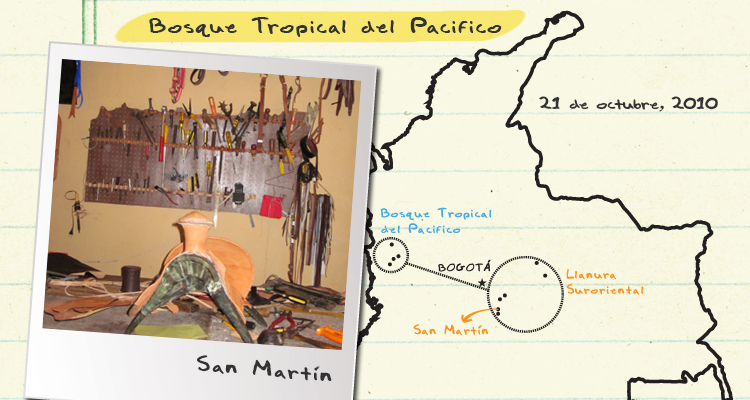 Bosque Tropical del Pacifico
21 de octubre, 2010
Bosque Tropical
del Pacifico
BOGOTÁ
Llanura
Suroriental
San Martín
San Martín